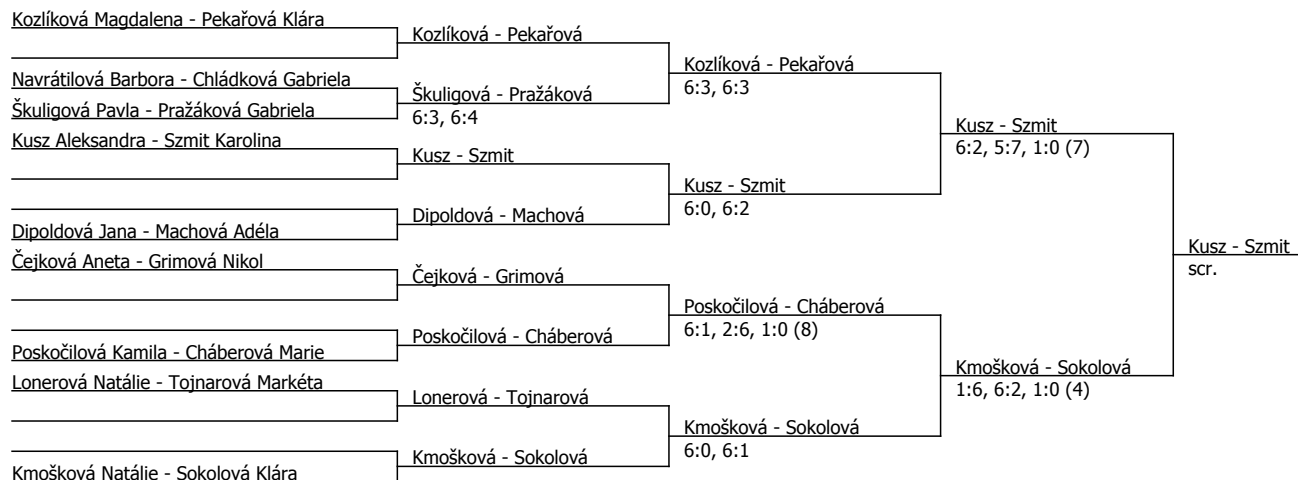 Kozlíková Magdalena - Pekařová Klára
Navrátilová Barbora - Chládková Gabriela
Škuligová Pavla - Pražáková Gabriela
Kusz Aleksandra - Szmit Karolina
Dipoldová Jana - Machová Adéla
Čejková Aneta - Grimová Nikol
Poskočilová Kamila - Cháberová Marie
Lonerová Natálie - Tojnarová Markéta
Kmošková Natálie - Sokolová Klára
Kozlíková - Pekařová
Škuligová - Pražáková
6:3, 6:4
Kusz - Szmit
Dipoldová - Machová
Čejková - Grimová
Poskočilová - Cháberová
Lonerová - Tojnarová
Kmošková - Sokolová
Kozlíková - Pekařová
6:3, 6:3
Kusz - Szmit
6:0, 6:2
Poskočilová - Cháberová
6:1, 2:6, 1:0 (8)
Kmošková - Sokolová
6:0, 6:1
Kusz - Szmit
6:2, 5:7, 1:0 (7)
Kmošková - Sokolová
1:6, 6:2, 1:0 (4)
Kusz - Szmit
scr.